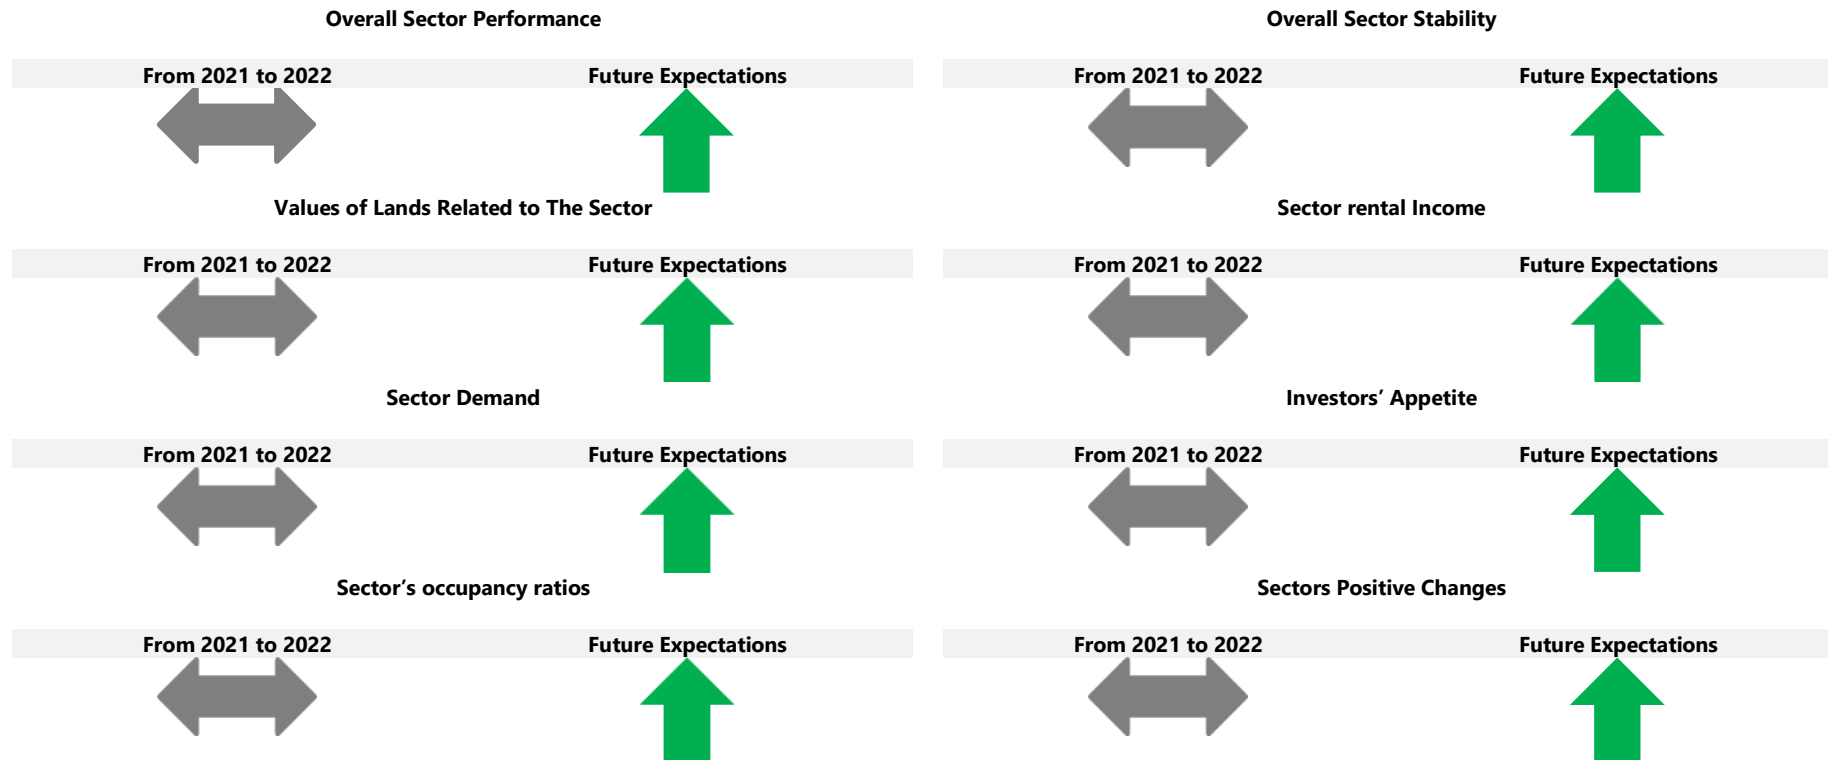 Overall Sector Performance
From 2021 to 2022 Future Expectations
Values of Lands Related to The Sector
From 2021 to 2022 Future Expectations
Sector Demand
From 2021 to 2022 Future Expectations
Sector’s occupancy ratios
From 2021 to 2022 Future Expectations
Overall Sector Stability
From 2021 to 2022 Future Expectations
Sector rental Income
From 2021 to 2022 Future Expectations
Investors’ Appetite
From 2021 to 2022 Future Expectations
Sectors Positive Changes
From 2021 to 2022 Future Expectations